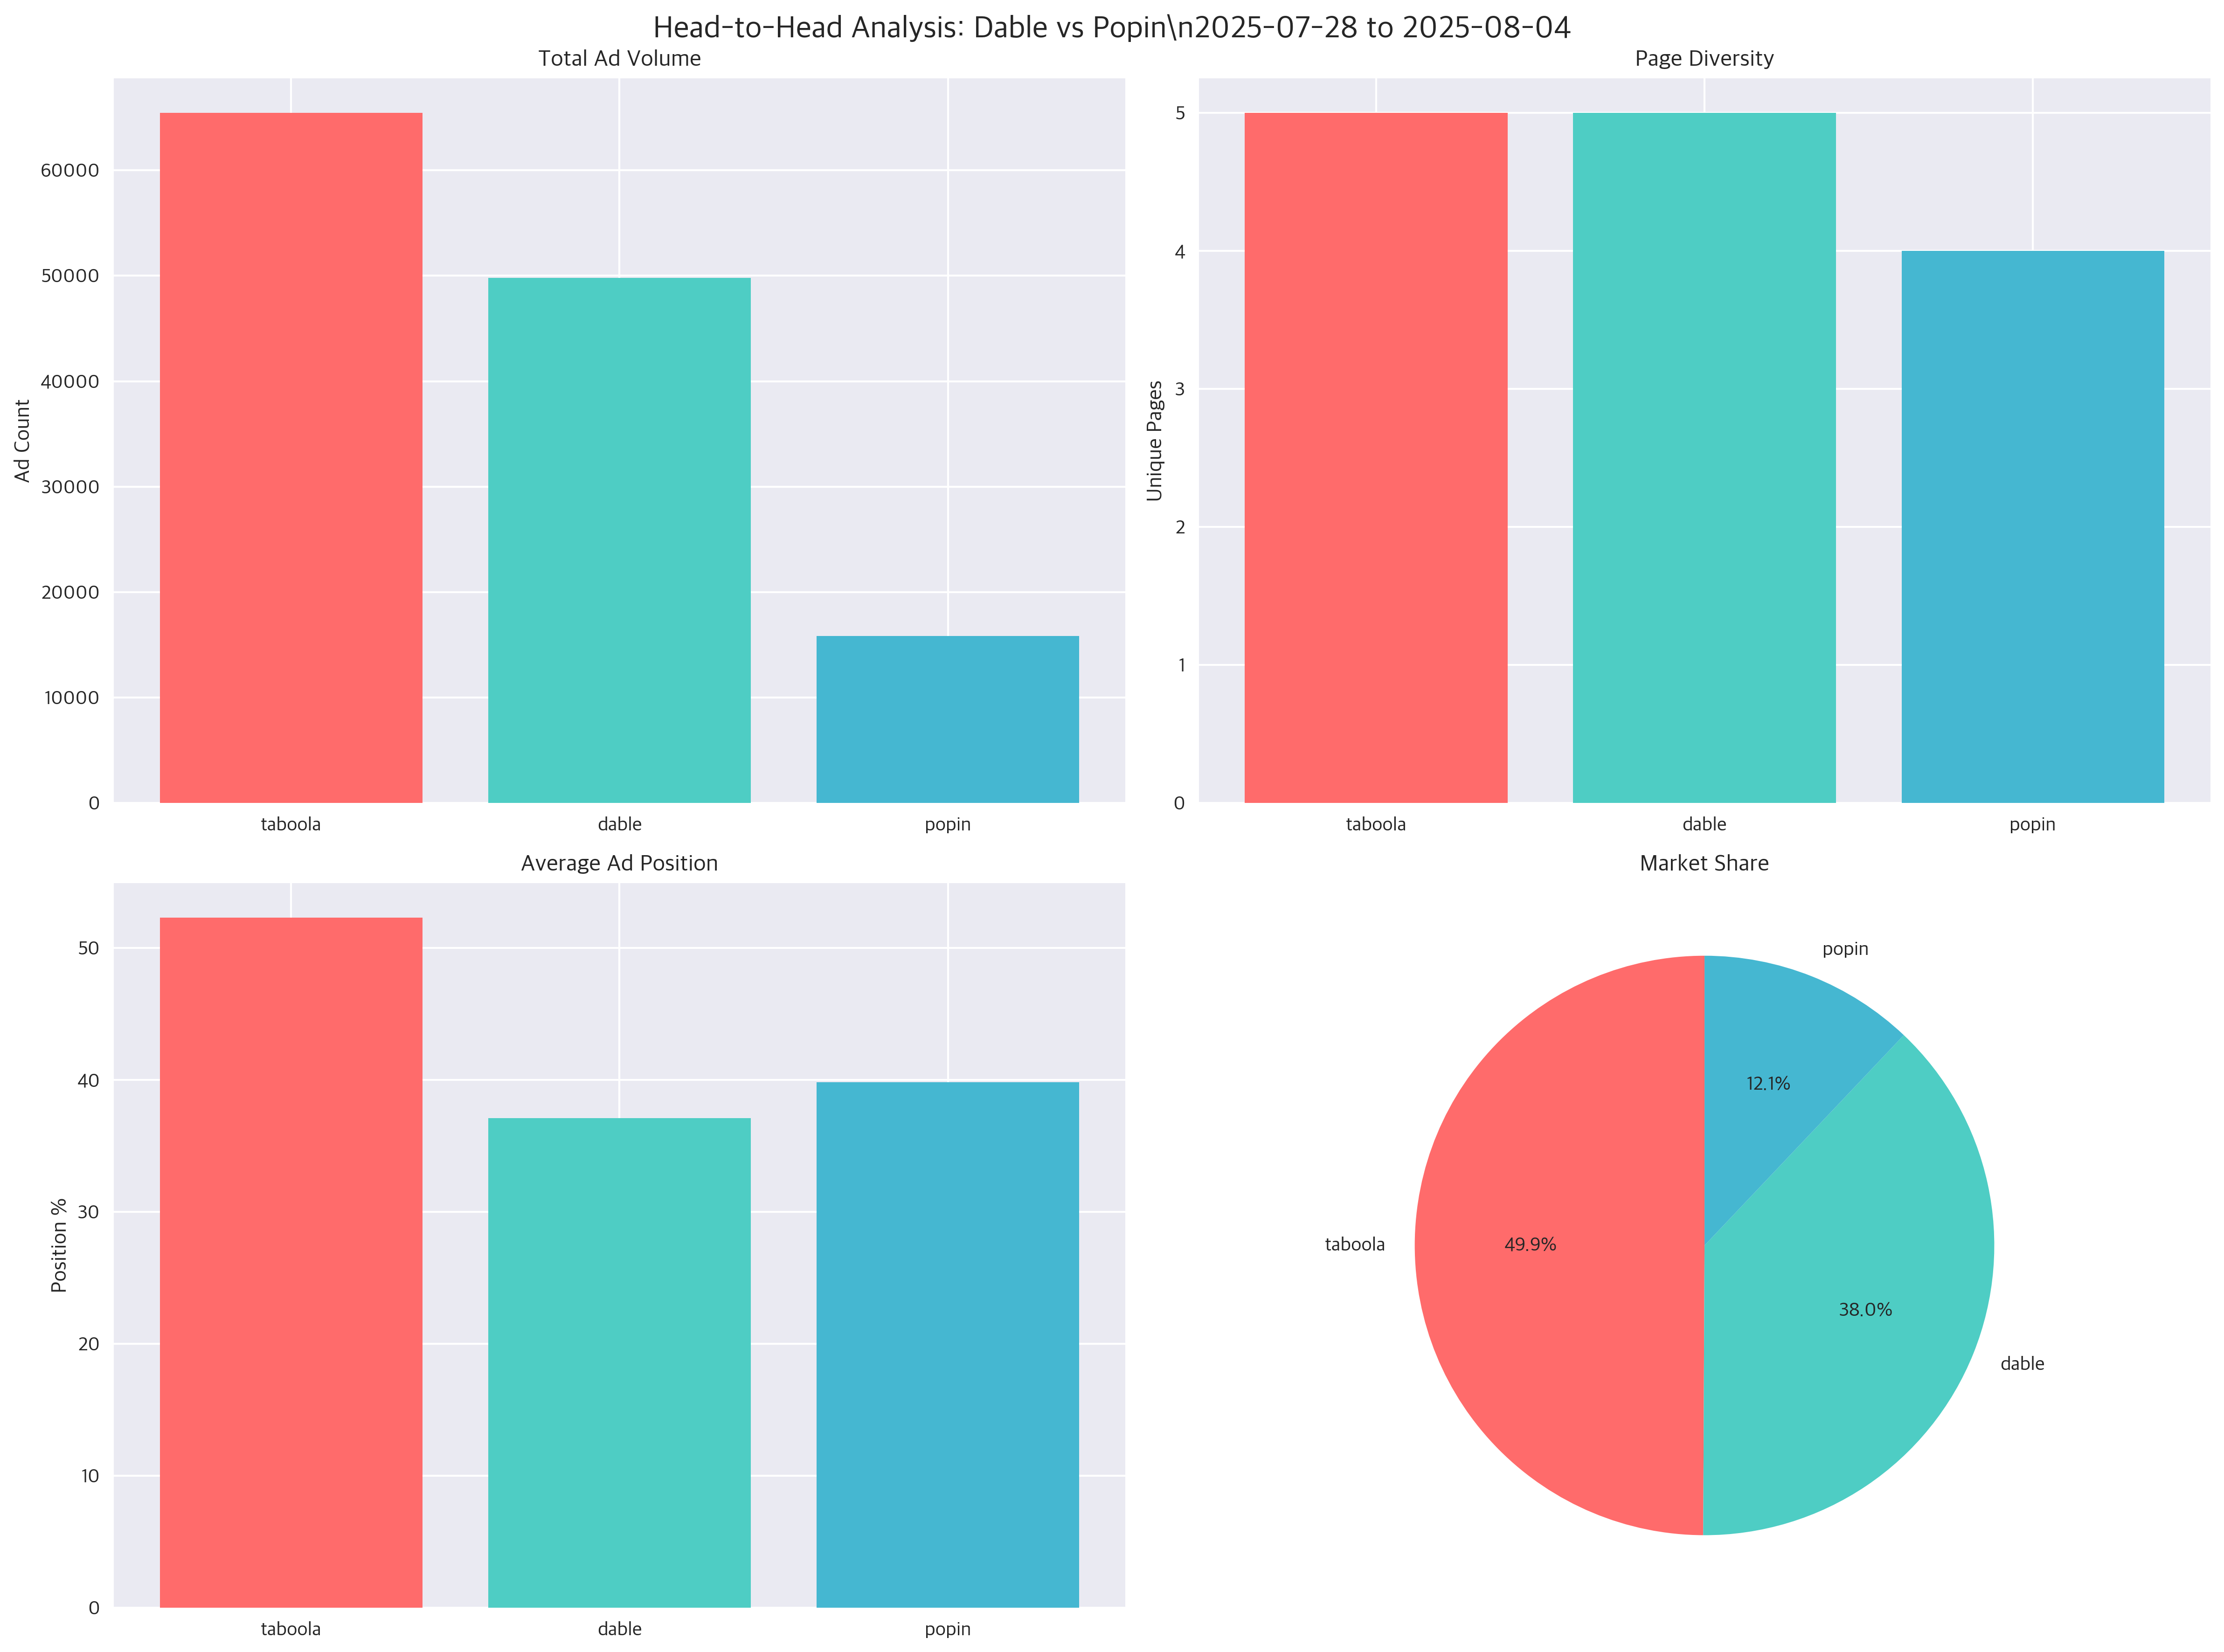 Head-to-Head Analysis: Dable vs Popin\n2025-07-28 to 2025-08-04
Total Ad Volume
Ad Count
60000
50000
40000
30000
20000
10000
0
taboola dable popin
Page Diversity
Unique Pages
5
4
3
2
1
0
taboola dable popin
Average Ad Position
Position %
50
40
30
20
10
0
taboola dable popin
Market Share
popin
12.1%
taboola
49.9%
38.0%
dable